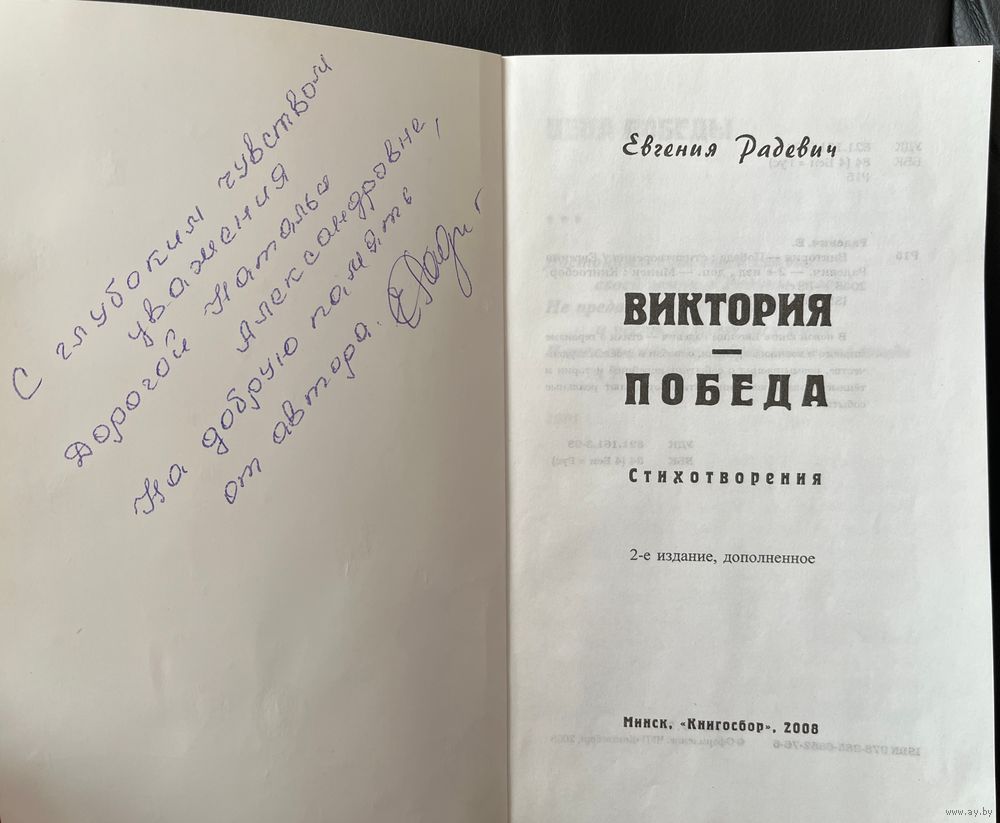 С глубоким чувством
уважения
Дорогой Наталье
Александровне,
На добрую память
от автора.
Евгения Радевич
ВИКТОРИЯ
—
ПОБЕДА
Стихотворения
2-е издание, дополненное
Минск, «Книгосбор», 2008
www.ay.by